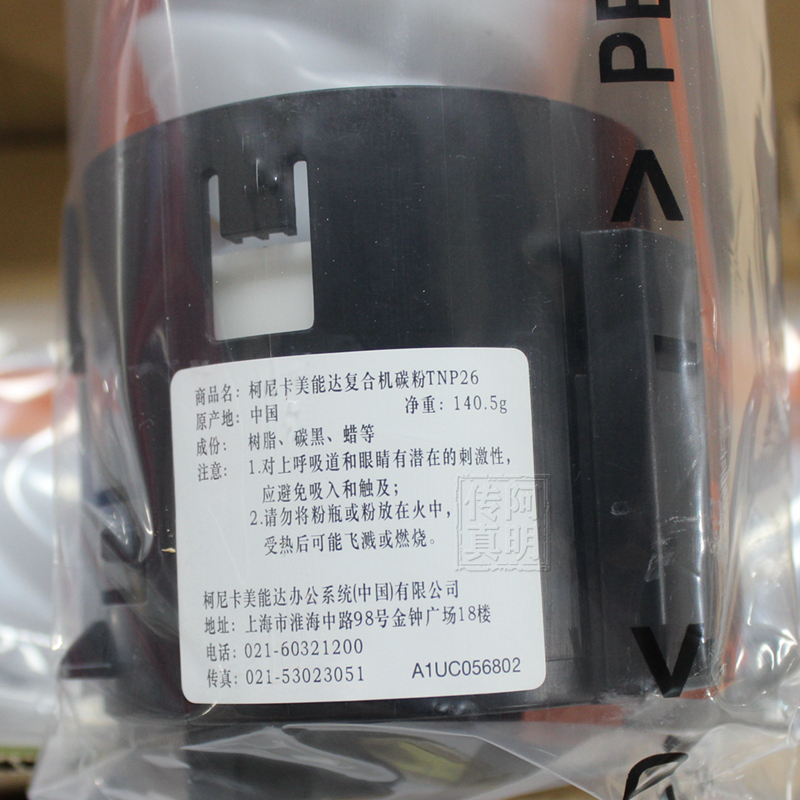 PE
>
商品名：柯尼卡美能达复合机碳粉TNP26
原产地：中国 净重：140.5g
成份：树脂、碳黑、蜡等
注意：1.对上呼吸道和眼睛有潜在的刺激性，
应避免吸入和触及；
2.请勿将粉瓶或粉放在火中，
受热后可能飞溅或燃烧。
阿明传真
柯尼卡美能达办公系统(中国)有限公司
地址：上海市淮海中路98号金钟广场18楼
电话：021-60321200
传真：021-53023051 A1UC056802
<